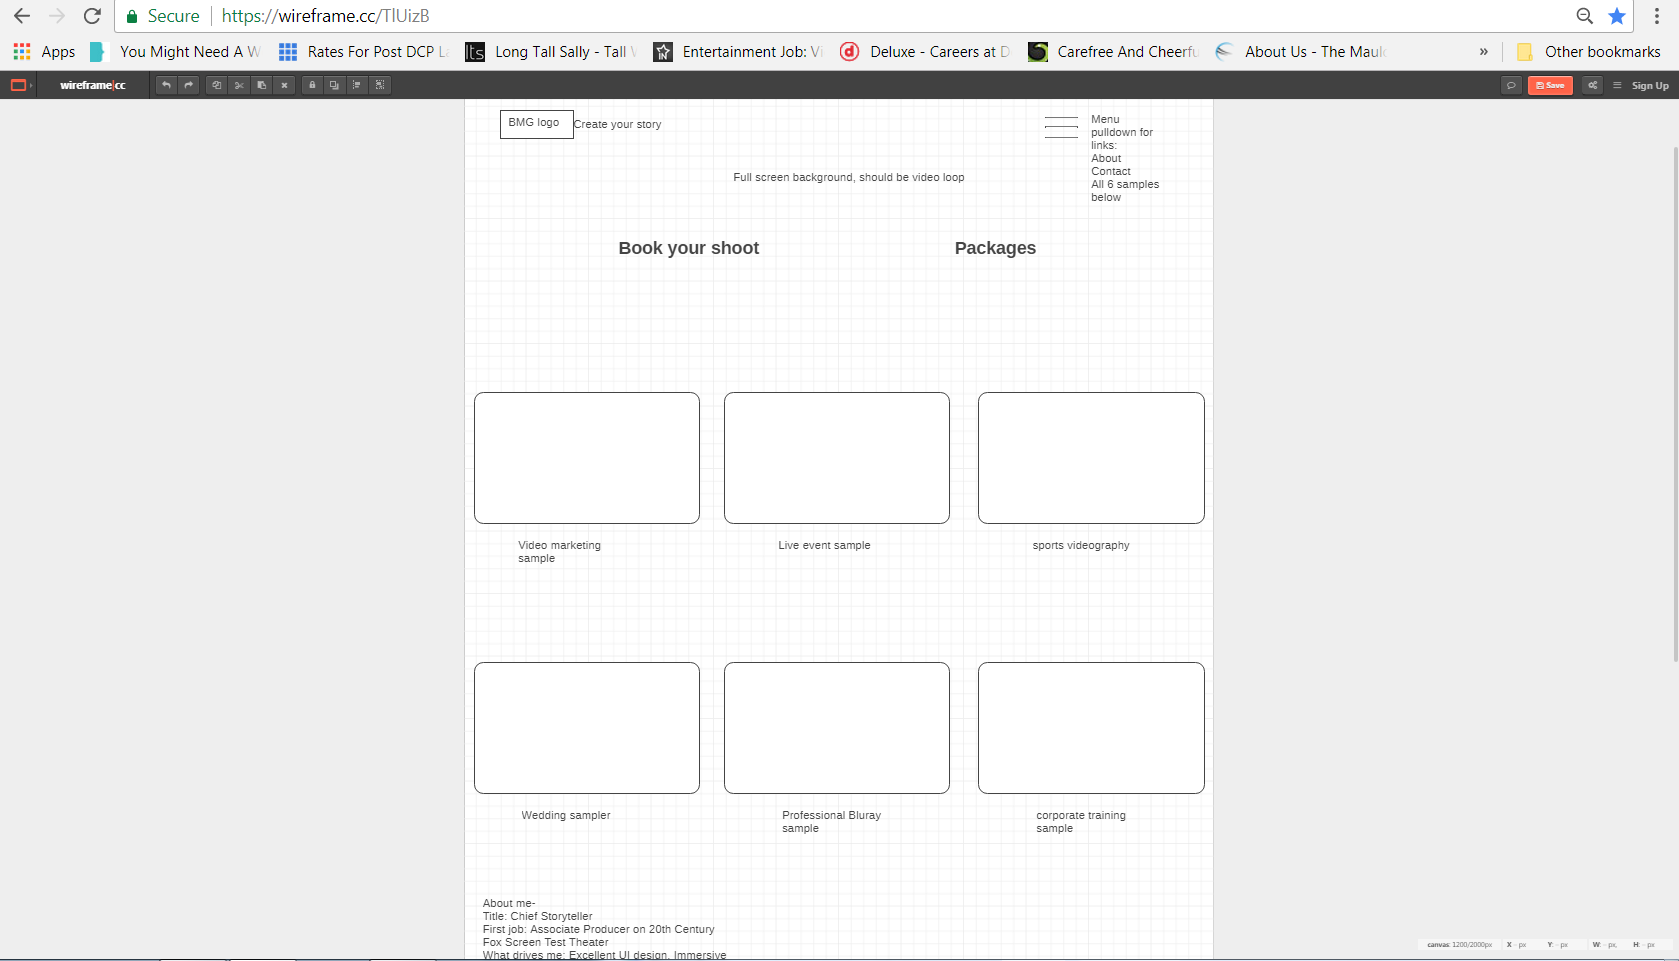 Secure https://wireframe.cc/TlUizB
Apps You Might Need A W Rates For Post DCP La Long Tall Sally - Tall Entertainment Job: Vi Deluxe - Careers at D Carefree And Cheerfu About Us - The Maul » Other bookmarks
wireframe|cc Save Sign Up
BMG logo
Create your story
Menu
pulldown for
links:
About
Contact
All 6 samples
below
Full screen background, should be video loop
Book your shoot Packages
Video marketing
sample
Live event sample
sports videography
Wedding sampler
Professional Bluray
sample
corporate training
sample
About me-
Title: Chief Storyteller
First job: Associate Producer on 20th Century
Fox Screen Test Theater
What drives me: Excellent UI design. Immersive
canvas: 1200/2000px X: - px Y: - px W: - px, H: - px